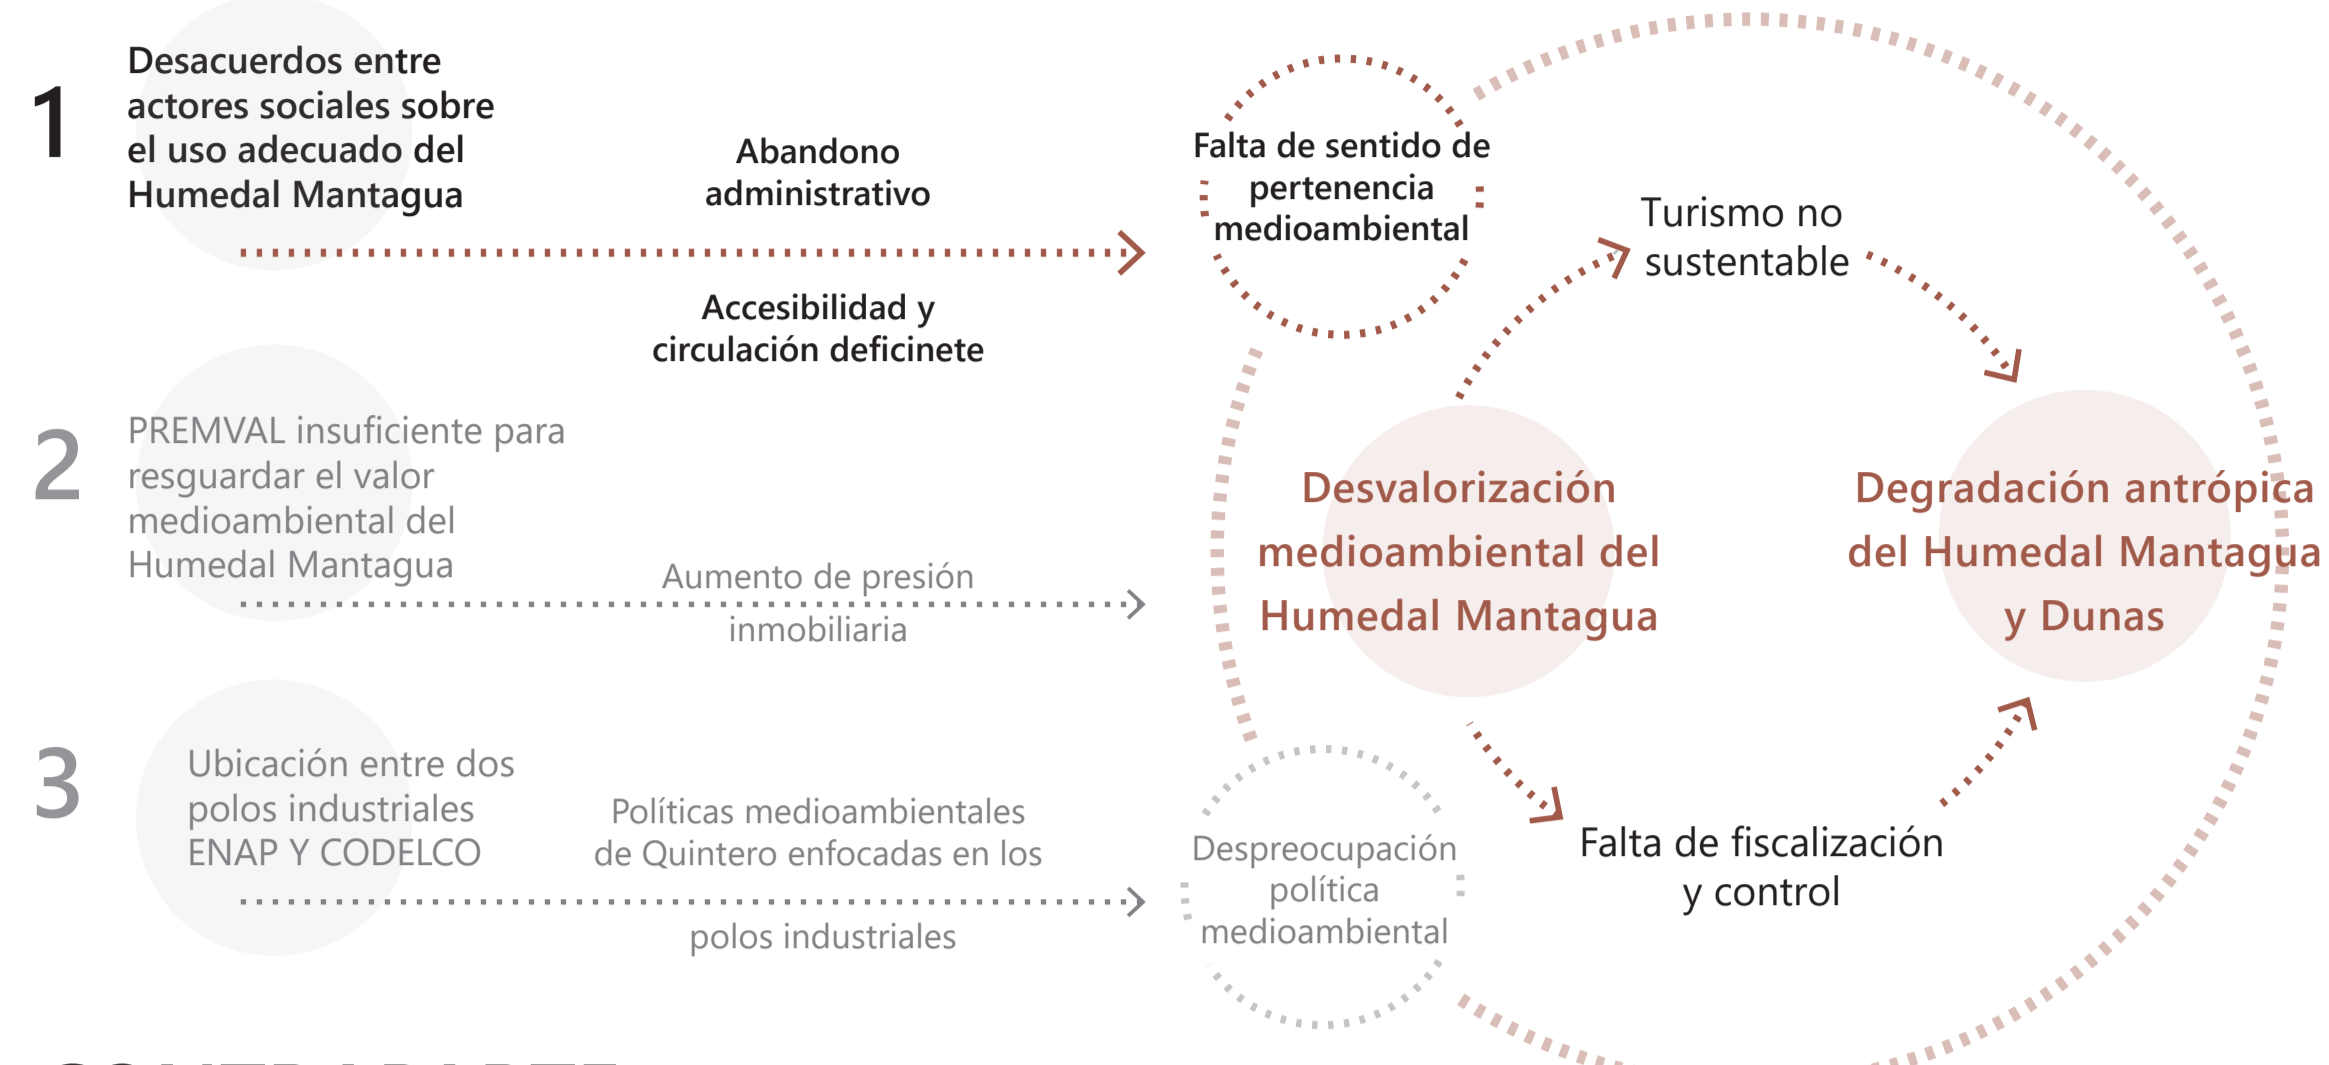 1
Desacuerdos entre
actores sociales sobre
el uso adecuado del
Humedal Mantagua
Abandono
administrativo
Accesibilidad y
circulación deficinete
Falta de sentido de
pertenencia
medioambiental
Turismo no
sustentable
2
PREMVAL insuficiente para
resguardar el valor
medioambiental del
Humedal Mantagua
Aumento de presión
inmobiliaria
Desvalorización
medioambiental del
Humedal Mantagua
Degradación antrópica
del Humedal Mantagua
y Dunas
3
Ubicación entre dos
polos industriales
ENAP Y CODELCO
Políticas medioambientales
de Quintero enfocadas en los
polos industriales
Despreocupación
política
medioambiental
Falta de fiscalización
y control